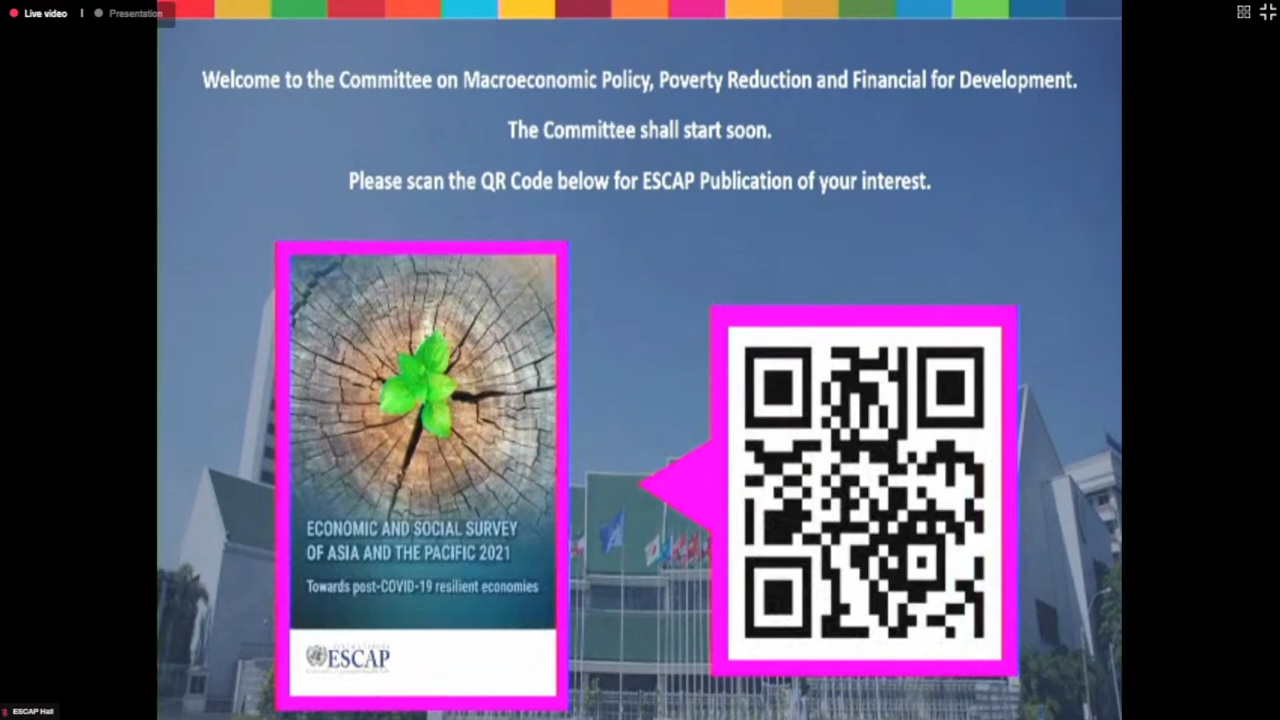 Live video
Presentation
Welcome to the Committee on Macroeconomic Policy, Poverty Reduction and Financial for Development.
The Committee shall start soon.
Please scan the QR Code below for ESCAP Publication of your interest.
ECONOMIC AND SOCIAL SURVEY
OF ASIA AND THE PACIFIC 2021
Towards post-COVID-19 resilient economies
ESCAP
ESCAP Hall